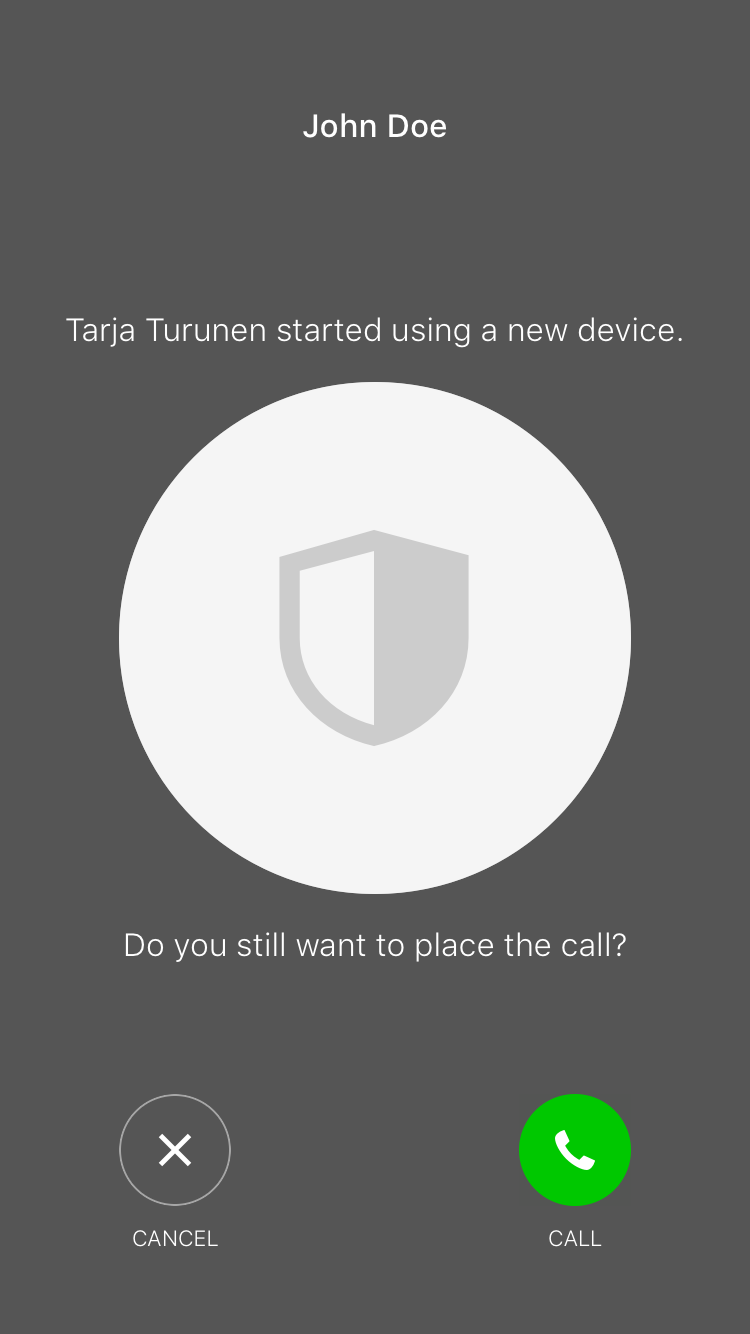 John Doe
Tarja Turunen started using a new device.
Do you still want to place the call?
CANCEL
CALL